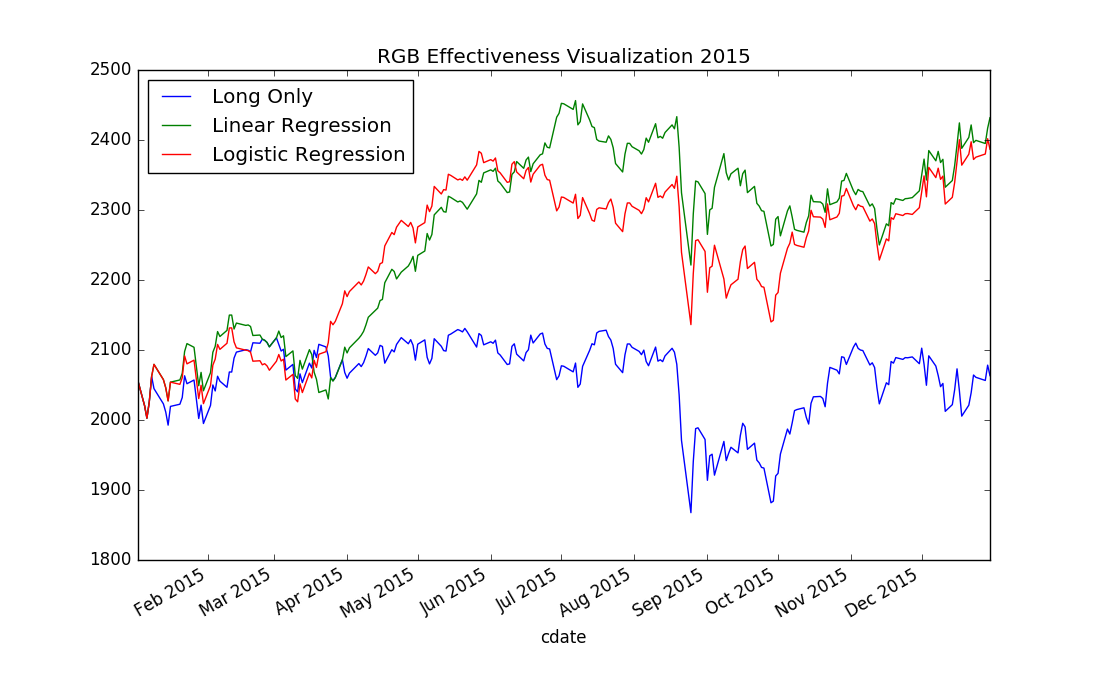 RGB Effectiveness Visualization 2015
2500
2400
2300
2200
2100
2000
1900
1800
Long Only
Linear Regression
Logistic Regression
Feb 2015
Mar 2015
Apr 2015
May 2015
Jun 2015
Jul 2015
Aug 2015
Sep 2015
Oct 2015
Nov 2015
Dec 2015
cdate